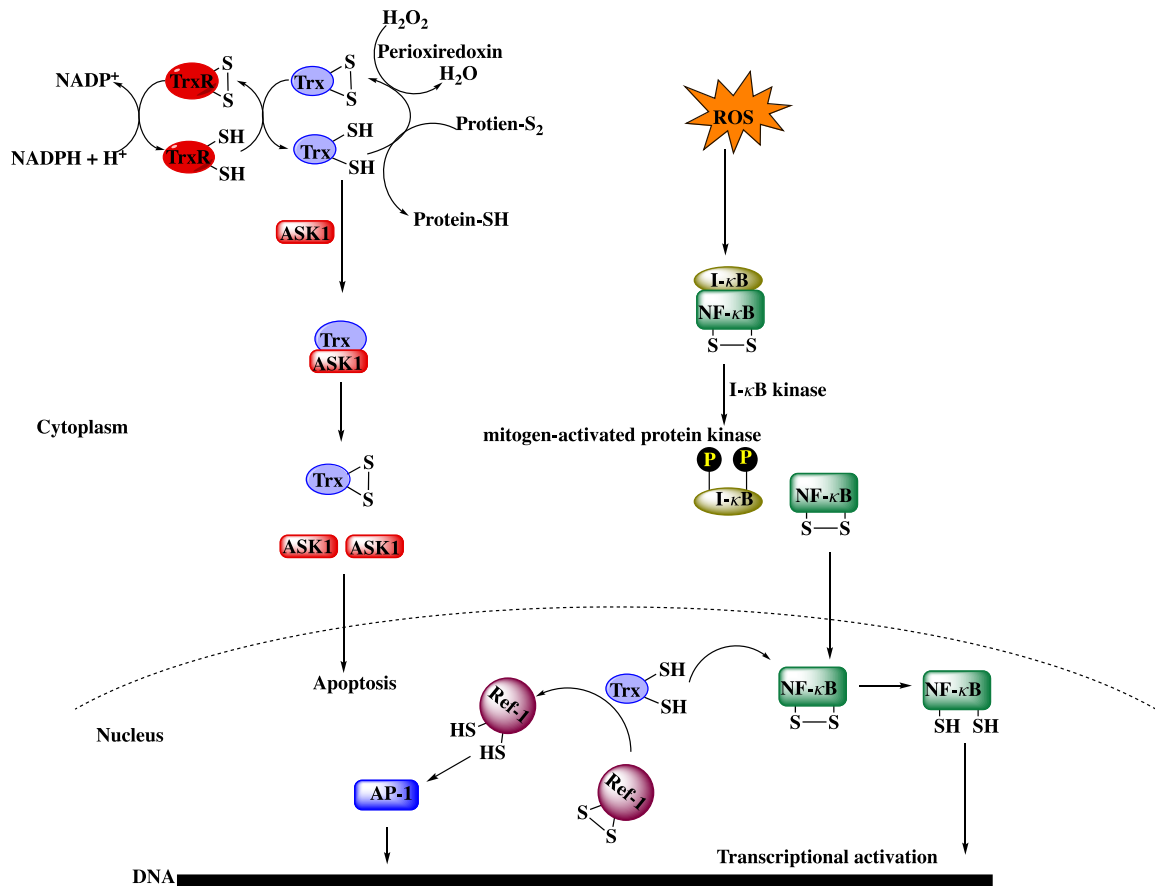 H2O2
Perioxiredoxin
H2O
NADP+
TrxR
S
S
Trx
S
S
Protien-S2
NADPH + H+
TrxR
SH
SH
Trx
SH
SH
Protein-SH
ASK1
ROS
I-κB
NF-κB
S
S
Trx
ASK1
I-κB kinase
Cytoplasm
mitogen-activated protein kinase
P
P
I-κB
NF-κB
S
S
Trx
S
S
ASK1
ASK1
Apoptosis
Nucleus
Ref-1
HS
HS
Trx
SH
SH
NF-κB
S
S
NF-κB
SH
SH
AP-1
Ref-1
S
S
Transcriptional activation
DNA